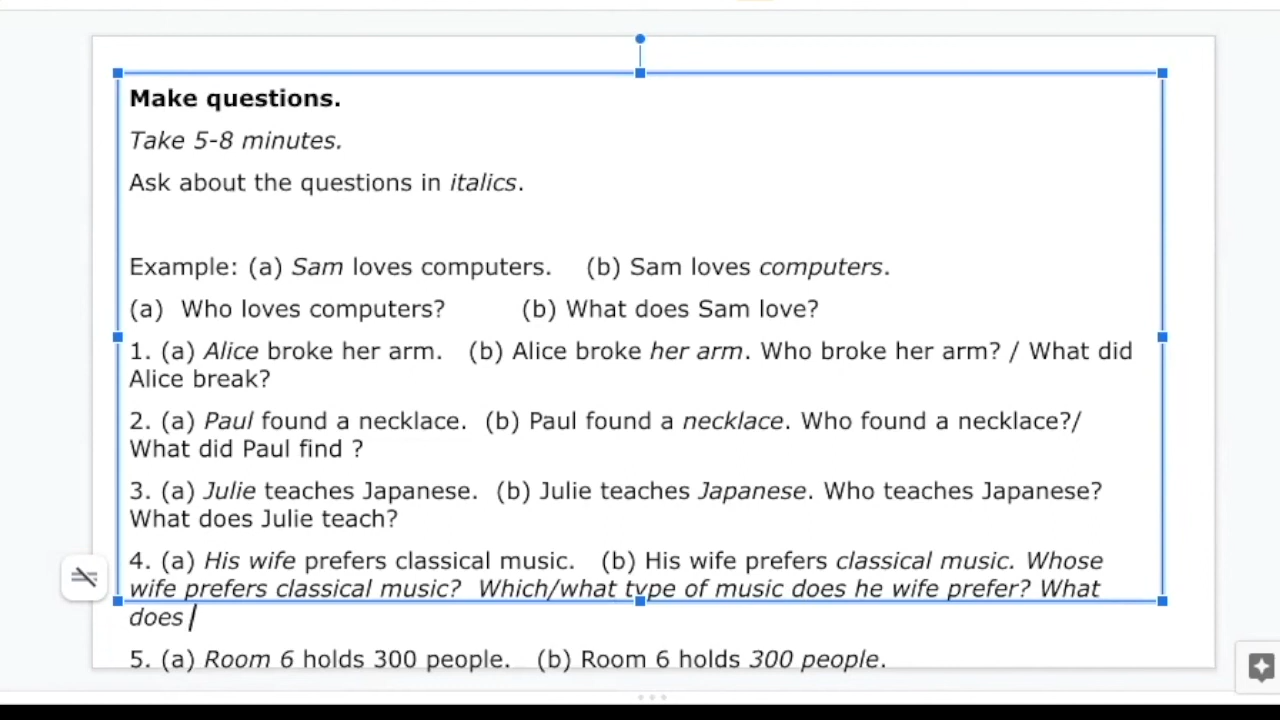 Make questions.
Take 5-8 minutes.
Ask about the questions in italics.
Example: (a) Sam loves computers. (b) Sam loves computers.
(a) Who loves computers? (b) What does Sam love?
1. (a) Alice broke her arm. (b) Alice broke her arm. Who broke her arm? / What did
Alice break?
2. (a) Paul found a necklace. (b) Paul found a necklace. Who found a necklace?/
What did Paul find ?
3. (a) Julie teaches Japanese. (b) Julie teaches Japanese. Who teaches Japanese?
What does Julie teach?
4. (a) His wife prefers classical music. (b) His wife prefers classical music. Whose
wife prefers classical music? Which/what type of music does he wife prefer? What
does
5. (a) Room 6 holds 300 people. (b) Room 6 holds 300 people.